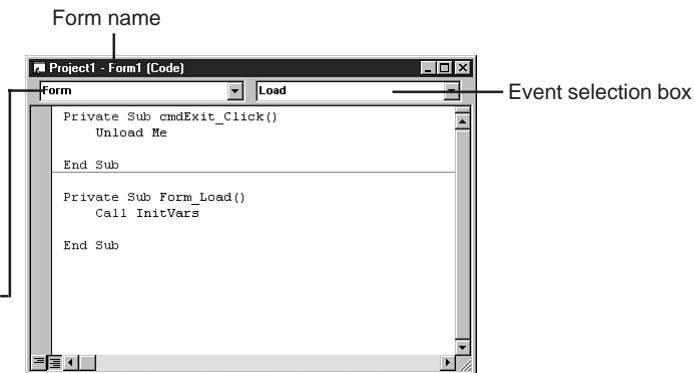 Form name
Project1 - Form1 (Code)
Form
Load
Event selection box
Private Sub cmdExit_Click()
Unload Me
End Sub
Private Sub Form_Load()
Call InitVars
End Sub